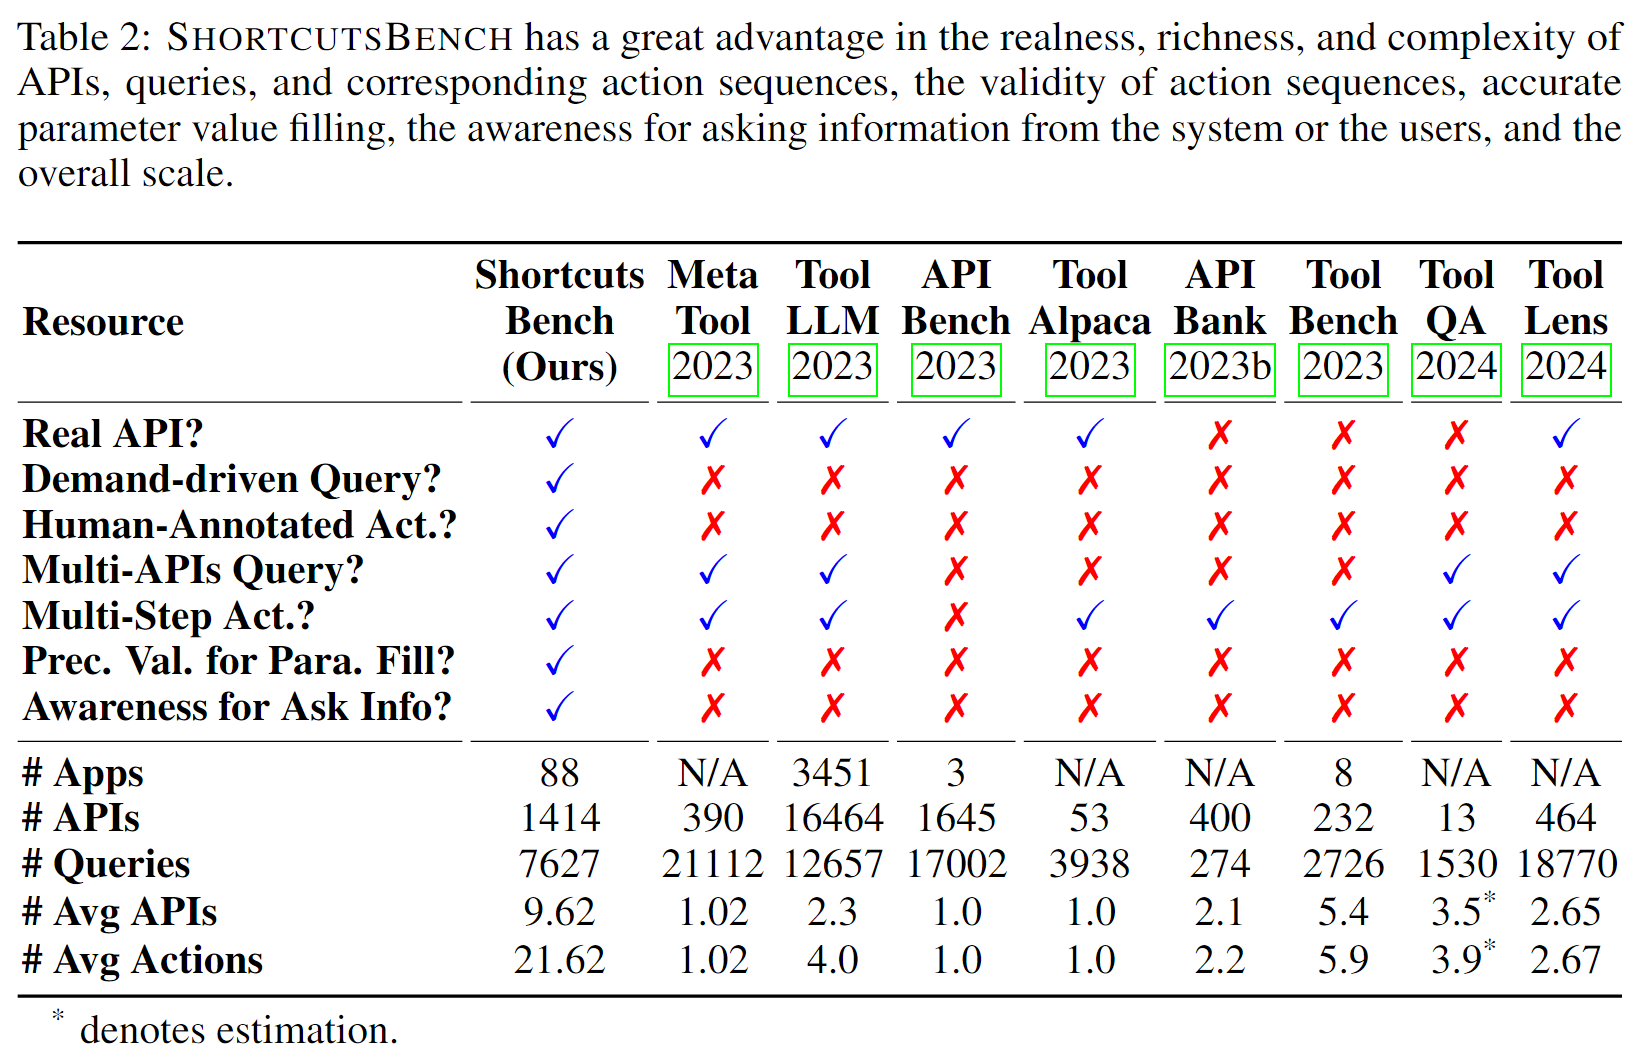 Table 2: SHORTCUTSBENCH has a great advantage in the realness, richness, and complexity of
APIs, queries, and corresponding action sequences, the validity of action sequences, accurate
parameter value filling, the awareness for asking information from the system or the users, and the
overall scale.
Shortcuts Meta Tool API Tool API Tool Tool Tool
Resource Bench Tool LLM Bench Alpaca Bank Bench QA Lens
(Ours) 2023 2023 2023 2023 2023b 2023 2024 2024
Real API? ✓ ✓ ✓ ✓ ✓ ✗ ✗ ✗ ✓
Demand-driven Query? ✓ ✗ ✗ ✗ ✗ ✗ ✗ ✗ ✗
Human-Annotated Act.? ✓ ✗ ✗ ✗ ✗ ✗ ✗ ✗ ✗
Multi-APIs Query? ✓ ✓ ✓ ✗ ✗ ✗ ✗ ✓ ✓
Multi-Step Act.? ✓ ✓ ✓ ✗ ✓ ✓ ✓ ✓ ✓
Prec. Val. for Para. Fill? ✓ ✗ ✗ ✗ ✗ ✗ ✗ ✗ ✗
Awareness for Ask Info? ✓ ✗ ✗ ✗ ✗ ✗ ✗ ✗ ✗
# Apps 88 N/A 3451 3 N/A N/A 8 N/A N/A
# APIs 1414 390 16464 1645 53 400 232 13 464
# Queries 7627 21112 12657 17002 3938 274 2726 1530 18770
# Avg APIs 9.62 1.02 2.3 1.0 1.0 2.1 5.4 3.5* 2.65
# Avg Actions 21.62 1.02 4.0 1.0 1.0 2.2 5.9 3.9* 2.67
* denotes estimation.